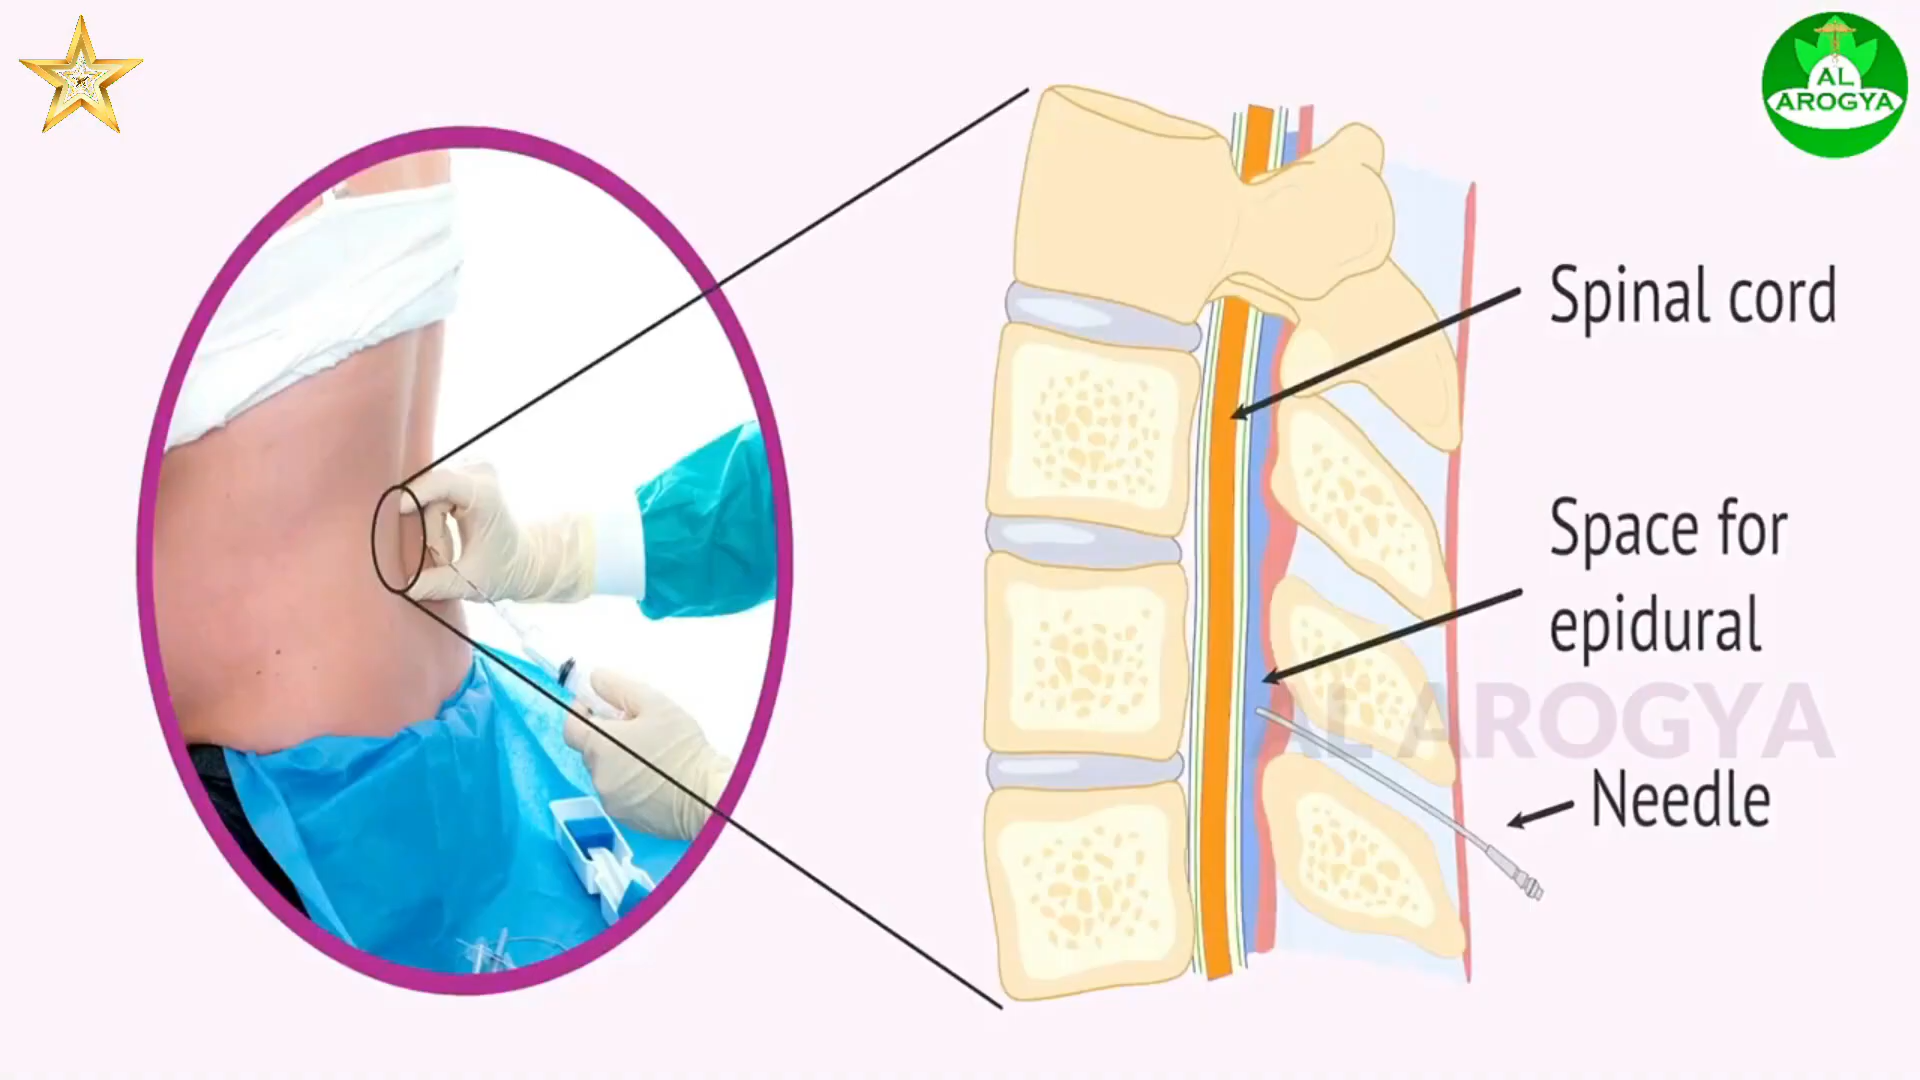 AL
AROGYA
Spinal cord
Space for
epidural
AL AROGYA
Needle